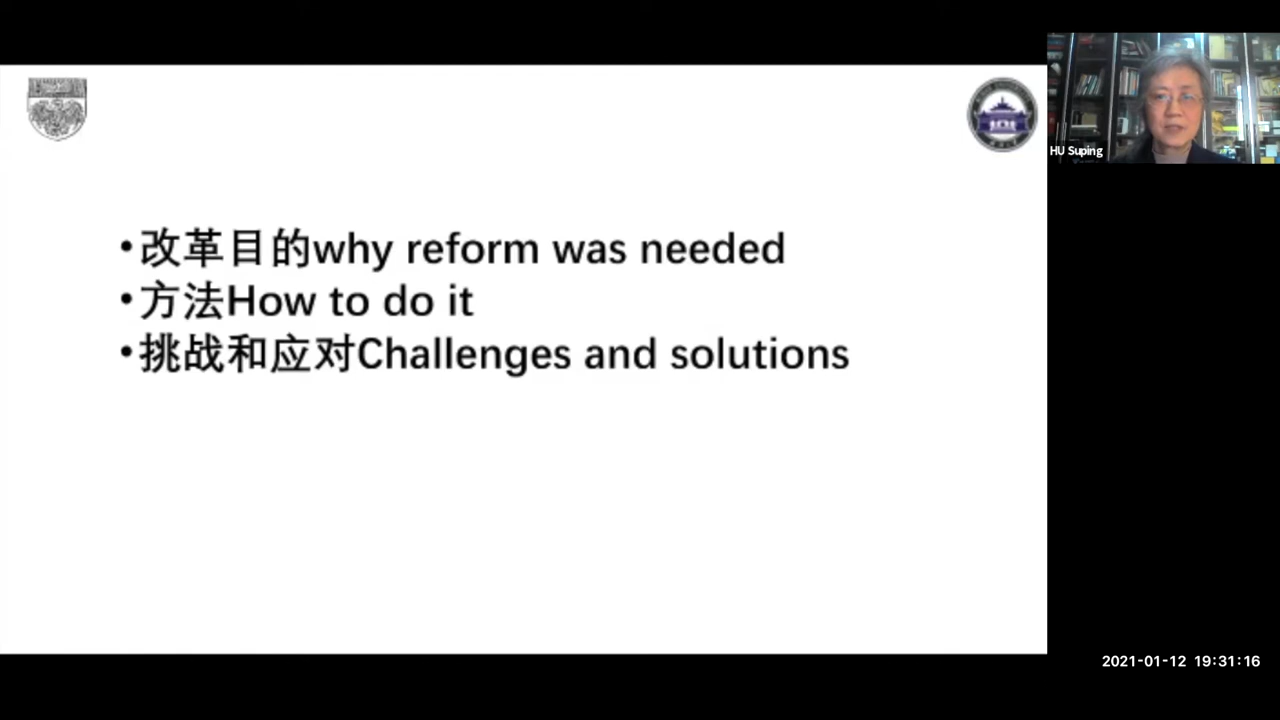 • 改革目的why reform was needed
• 方法How to do it
• 挑战和应对Challenges and solutions
HU Suping
2021-01-12 19:31:16